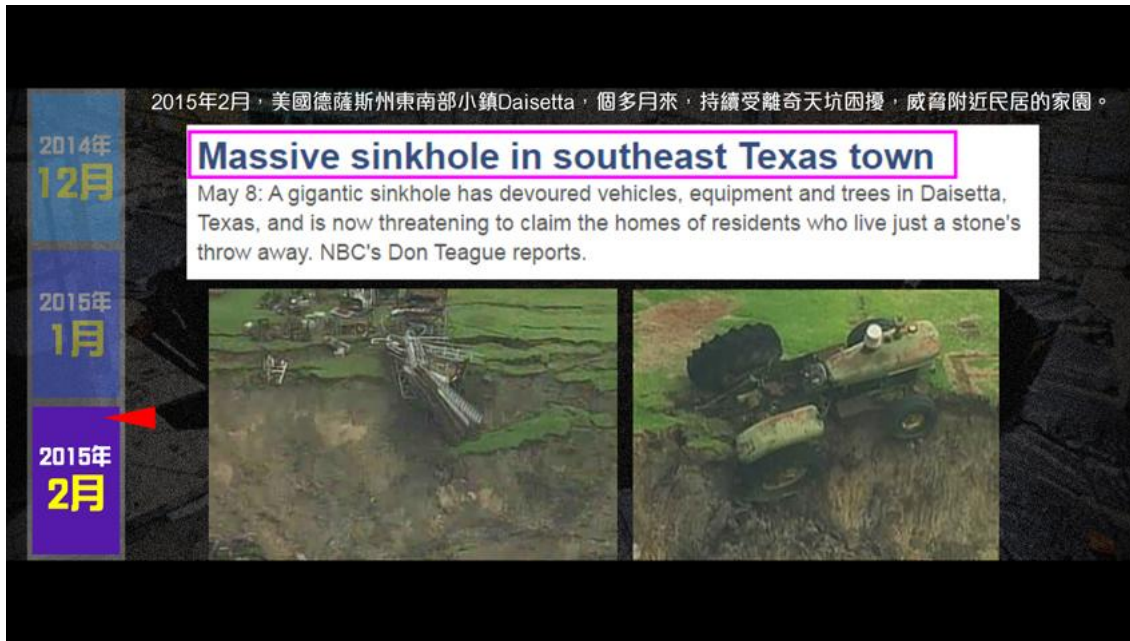 2015年2月，美國德薩斯州東南部小鎮Daisetta，個多月來，持續受離奇天坑困擾，威脅附近民居的家園。
2014年
12月
Massive sinkhole in southeast Texas town
May 8: A gigantic sinkhole has devoured vehicles, equipment and trees in Daisetta,
Texas, and is now threatening to claim the homes of residents who live just a stone's
throw away. NBC's Don Teague reports.
2015年
1月
2015年
2月